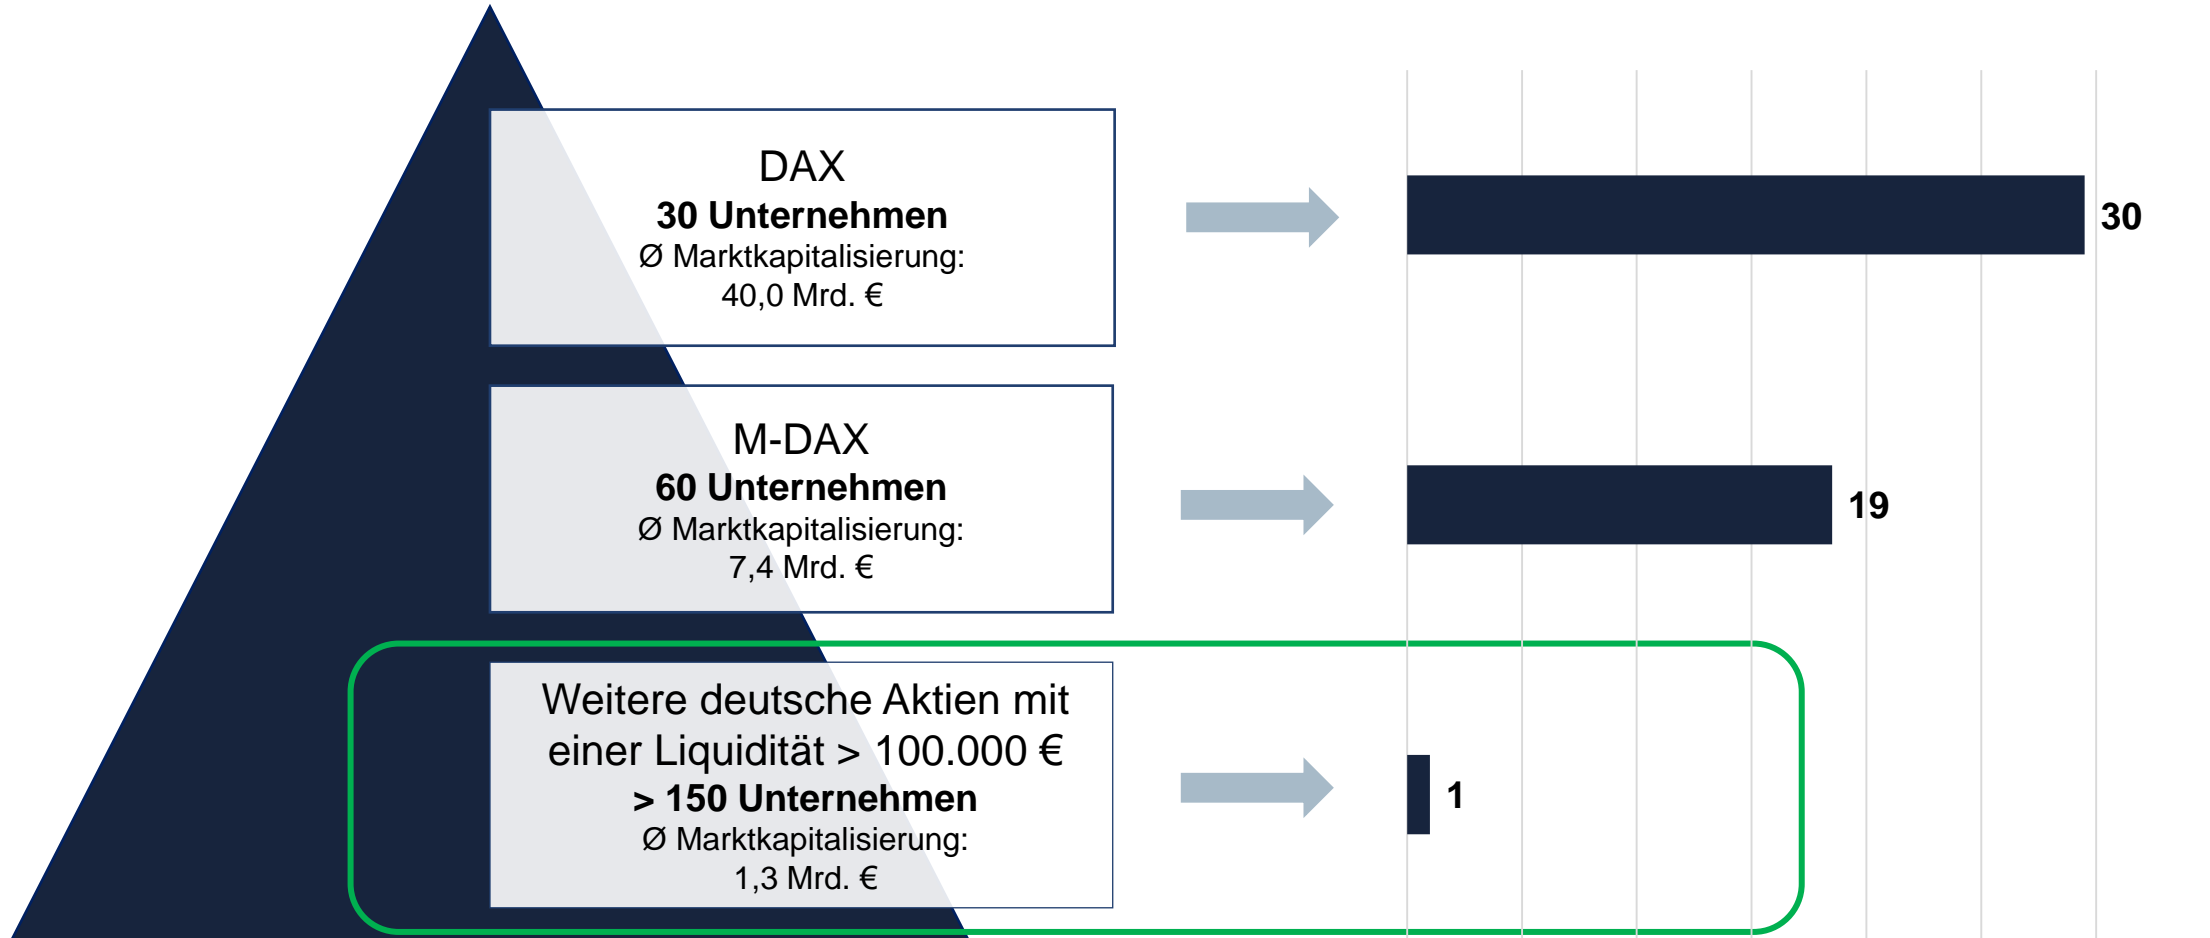 DAX
30 Unternehmen
Ø Marktkapitalisierung:
40,0 Mrd. €
30
M-DAX
60 Unternehmen
Ø Marktkapitalisierung:
7,4 Mrd. €
19
Weitere deutsche Aktien mit
einer Liquidität > 100.000 €
> 150 Unternehmen
Ø Marktkapitalisierung:
1,3 Mrd. €
1